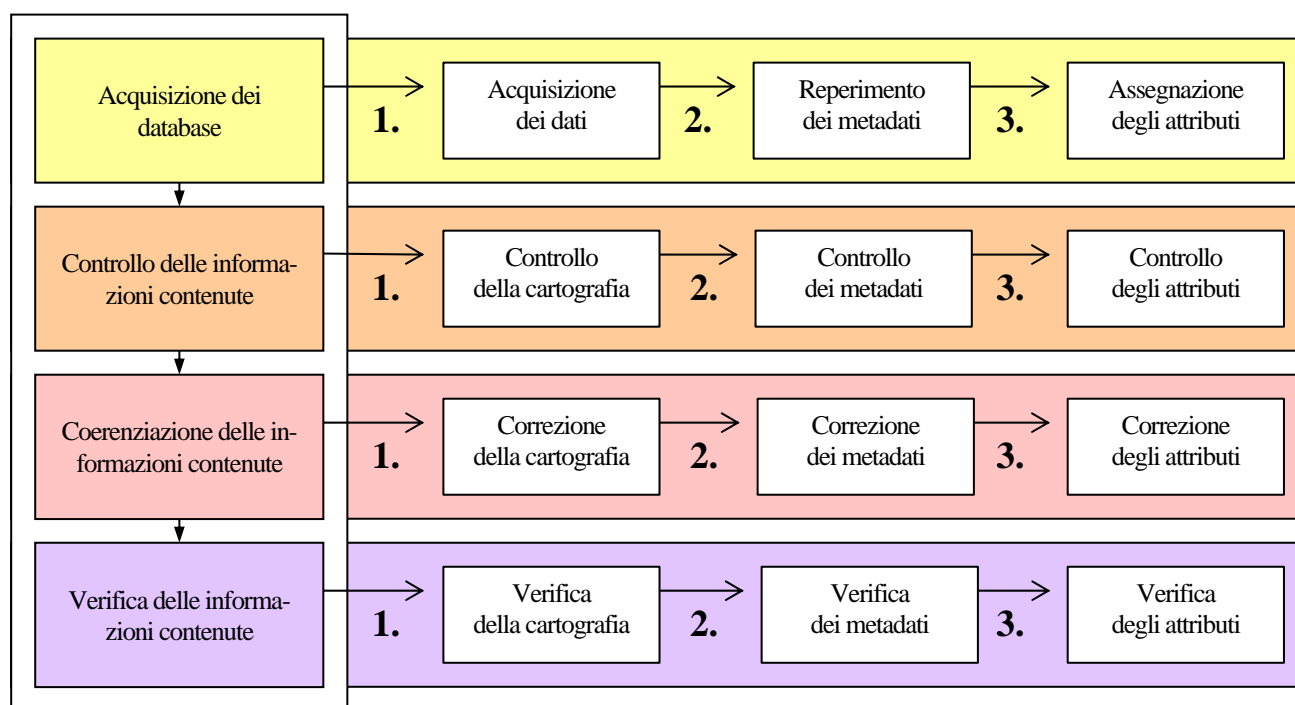 Acquisizione dei
database
1.
Acquisizione
dei dati
2.
Reperimento
dei metadati
3.
Assegnazione
degli attributi
Controllo delle informa-
zioni contenute
1.
Controllo
della cartografia
2.
Controllo
dei metadati
3.
Controllo
degli attributi
Coerenziazione delle in-
formazioni contenute
1.
Correzione
della cartografia
2.
Correzione
dei metadati
3.
Correzione
degli attributi
Verifica delle informa-
zioni contenute
1.
Verifica
della cartografia
2.
Verifica
dei metadati
3.
Verifica
degli attributi